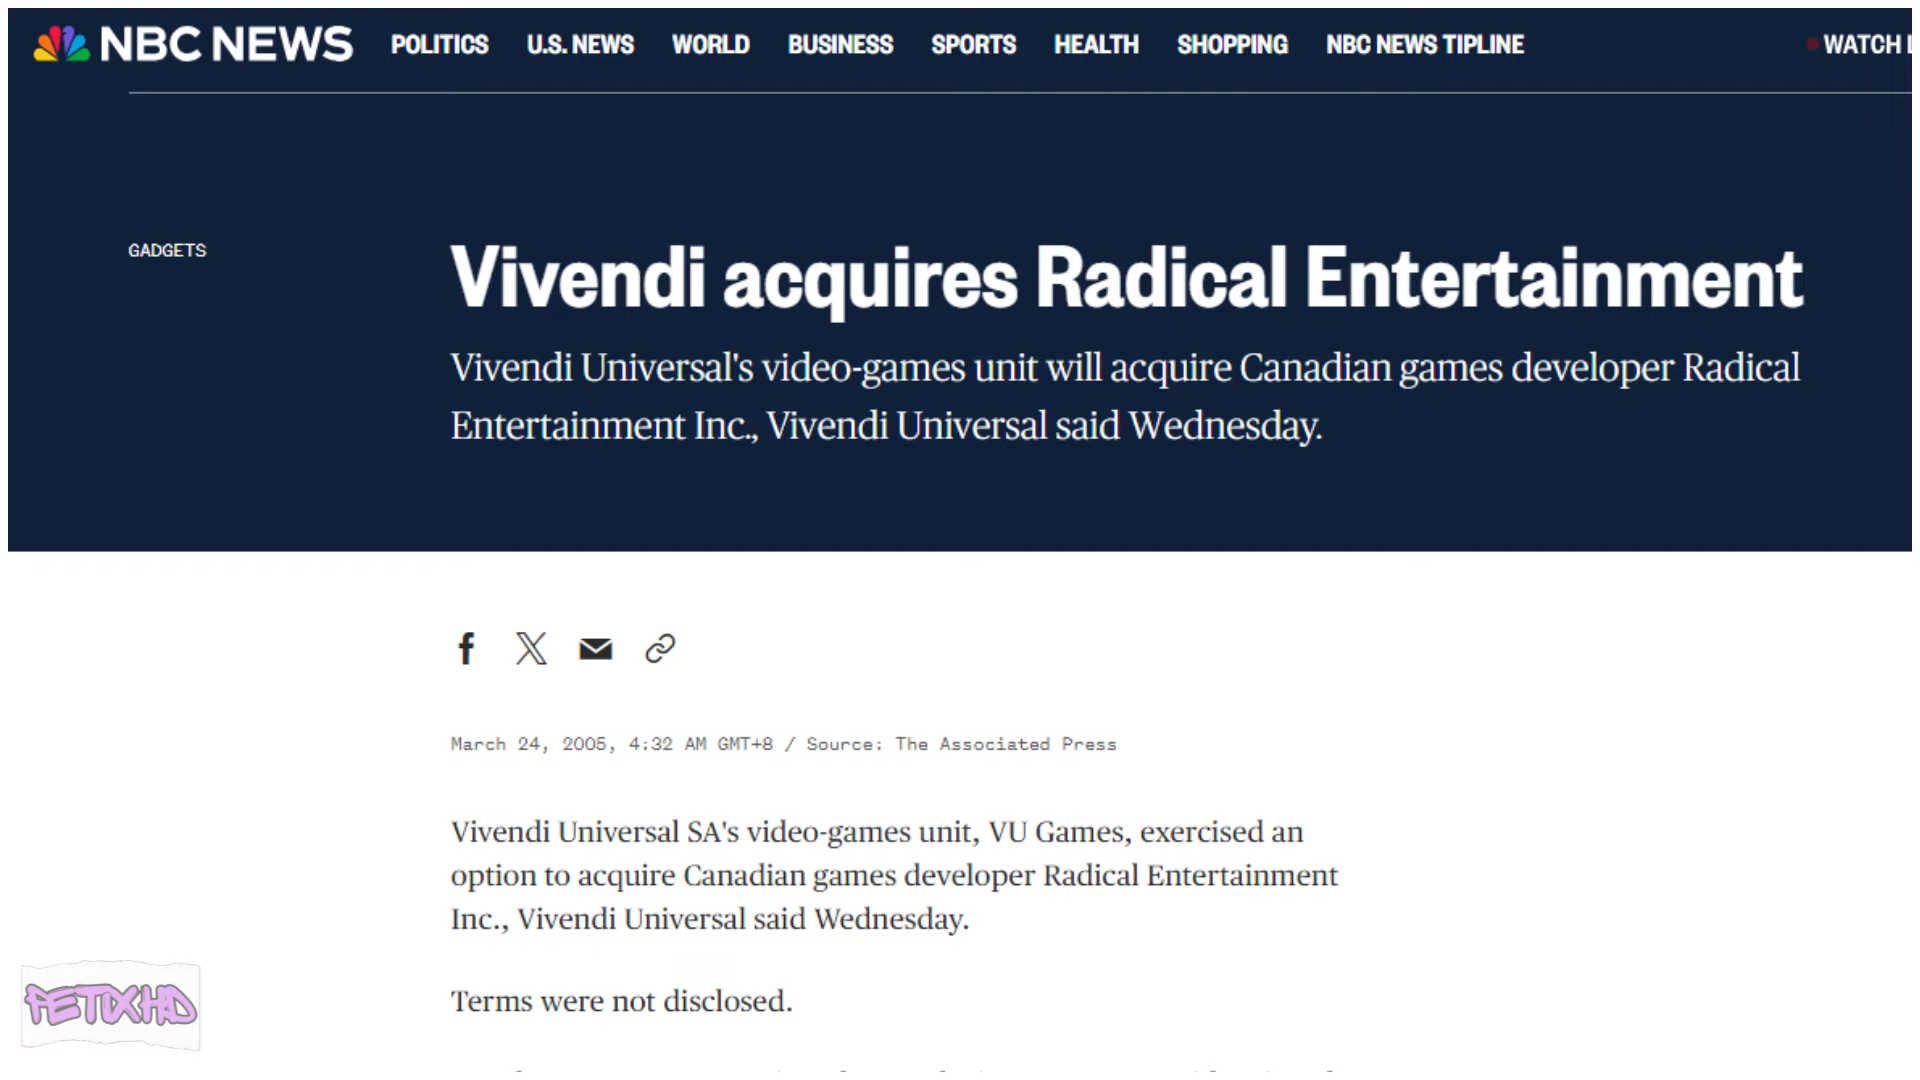 NBC NEWS POLITICS U.S. NEWS WORLD BUSINESS SPORTS HEALTH SHOPPING NBC NEWS TIPLINE WATCH
GADGETS
Vivendi acquires Radical Entertainment
Vivendi Universal's video-games unit will acquire Canadian games developer Radical
Entertainment Inc., Vivendi Universal said Wednesday.
March 24, 2005, 4:32 AM GMT+8 / Source: The Associated Press
Vivendi Universal SA's video-games unit, VU Games, exercised an
option to acquire Canadian games developer Radical Entertainment
Inc., Vivendi Universal said Wednesday.
Terms were not disclosed.
FETIXHD